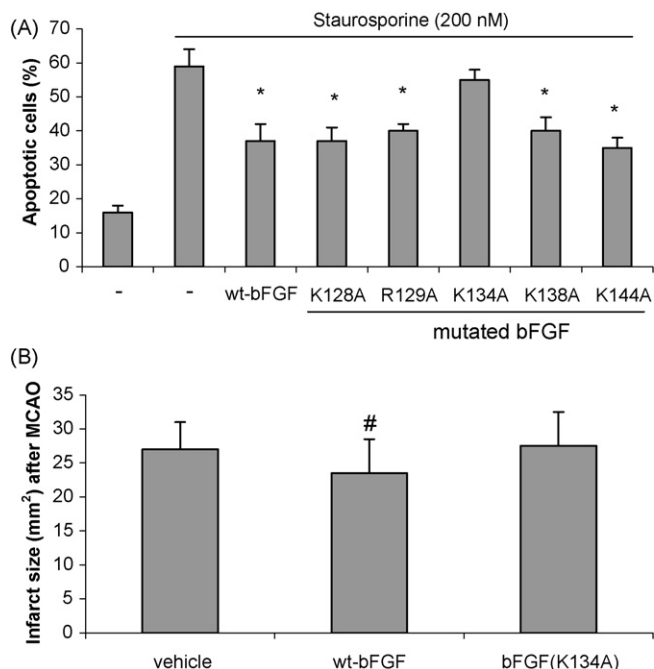 (A)
Staurosporine (200 nM)
Apoptotic cells (%)
70
60
50
40
30
20
10
0
* * * * *
- - wt-bFGF K128A R129A K134A K138A K144A
mutated bFGF
(B)
Infarct size (mm²) after MCAO
35
30
25
20
15
10
5
0
#
vehicle wt-bFGF bFGF(K134A)